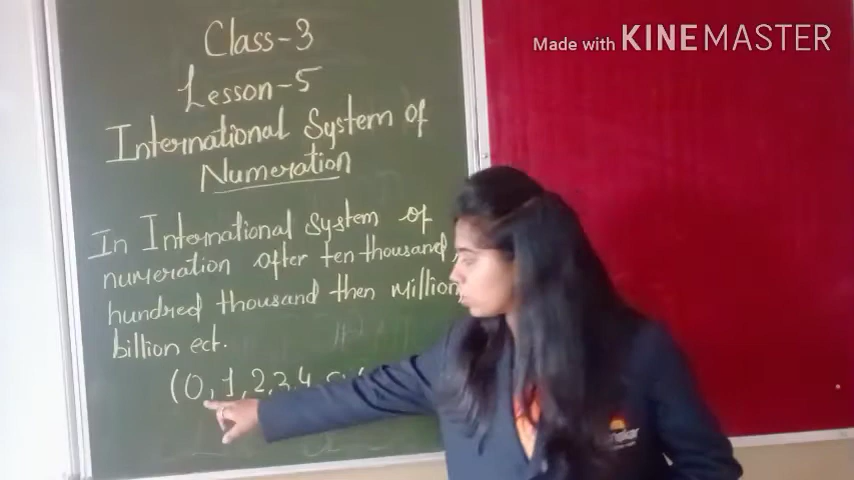 Class-3
Lesson-5
International System of
Numeration
In International System of
numeration after ten thousand,
hundred thousand then million
billion ect.
(0,1,2,3,4
Made with KINEMASTER